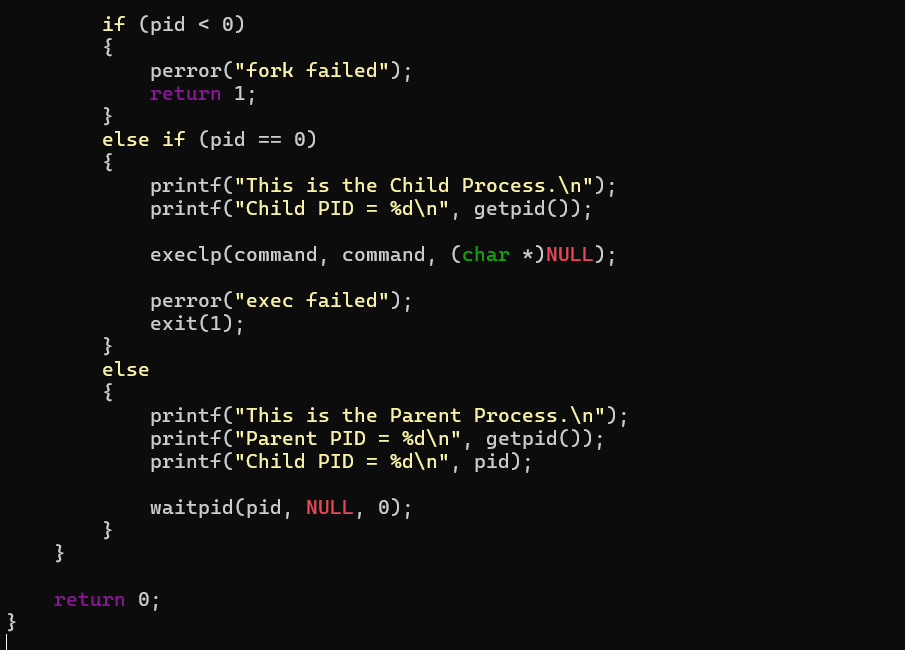 if (pid < 0)
        {
            perror("fork failed");
            return 1;
        }
        else if (pid == 0)
        {
            printf("This is the Child Process.\n");
            printf("Child PID = %d\n", getpid());

            execlp(command, command, (char *)NULL);

            perror("exec failed");
            exit(1);
        }
        else
        {
            printf("This is the Parent Process.\n");
            printf("Parent PID = %d\n", getpid());
            printf("Child PID = %d\n", pid);

            waitpid(pid, NULL, 0);
        }
    }

    return 0;
}